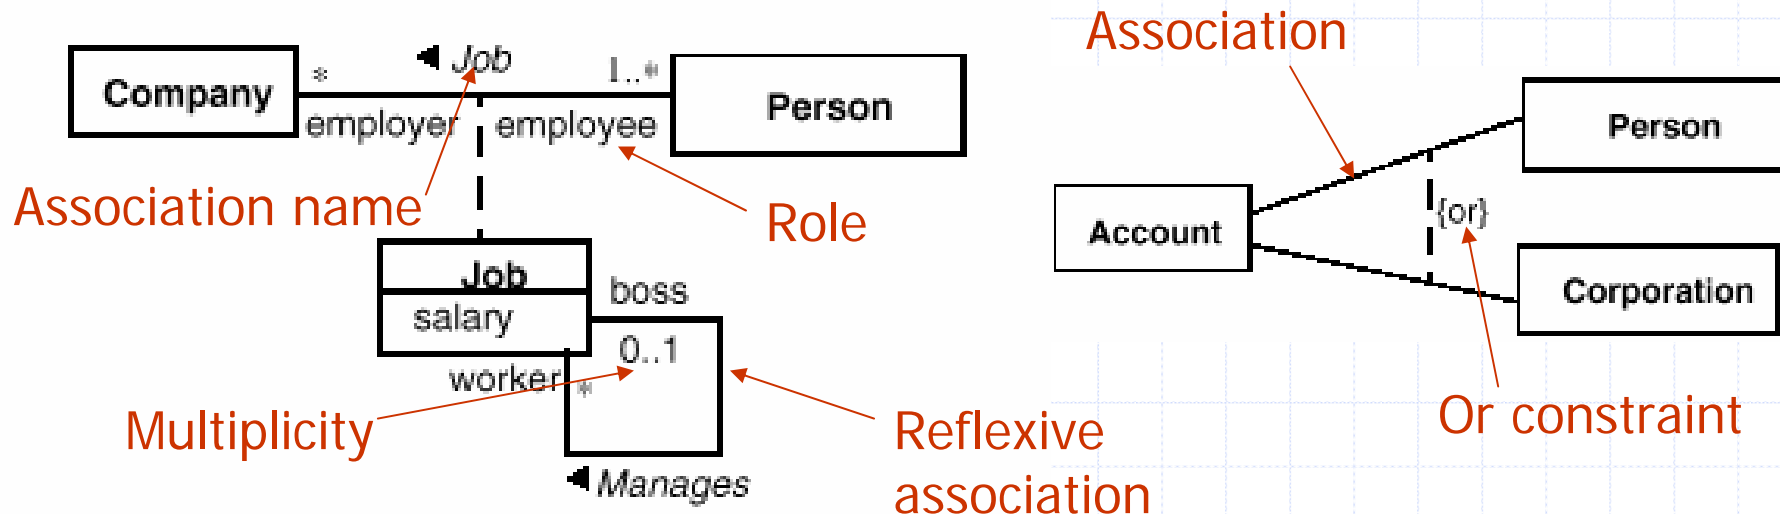 Association
Job
* 1..*
Company
Person
employer employee
Association name
Role
Job
salary
boss
0..1
worker *
Multiplicity
Reflexive
association
Manages
Person
Account
{or}
Corporation
Or constraint